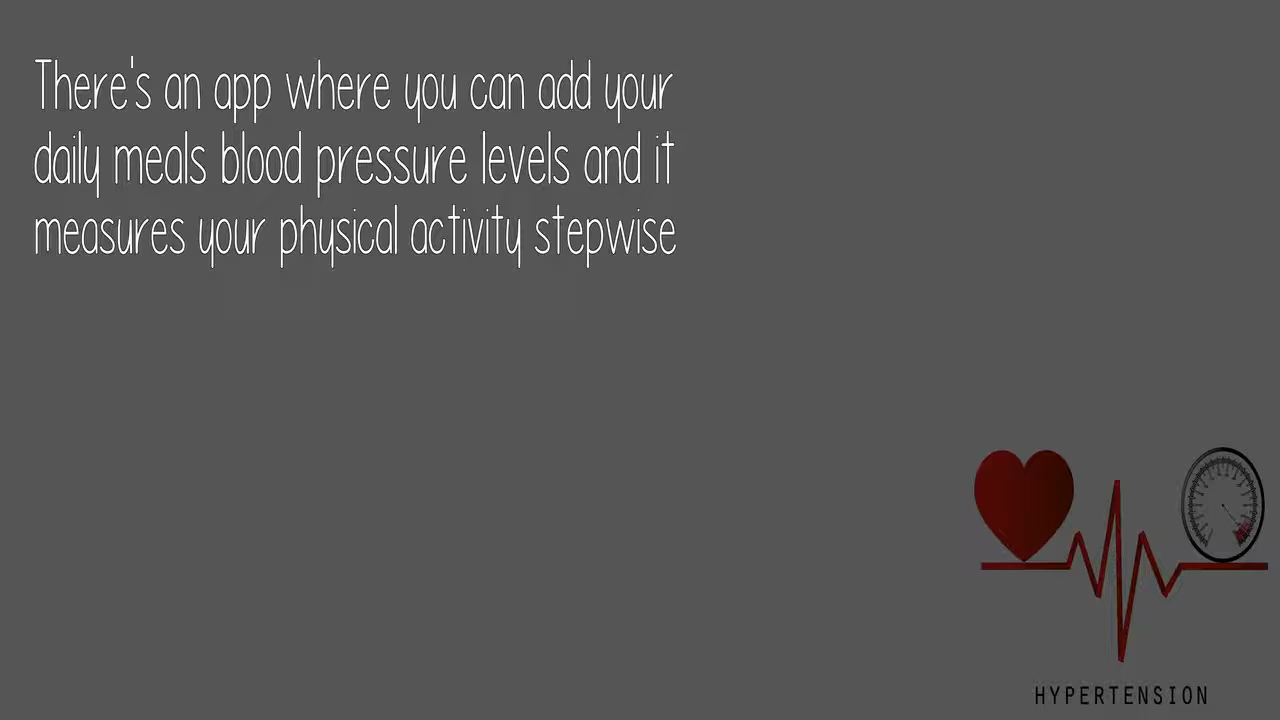 There's an app where you can add your
daily meals blood pressure levels and it
measures your physical activity stepwise
HYPERTENSION